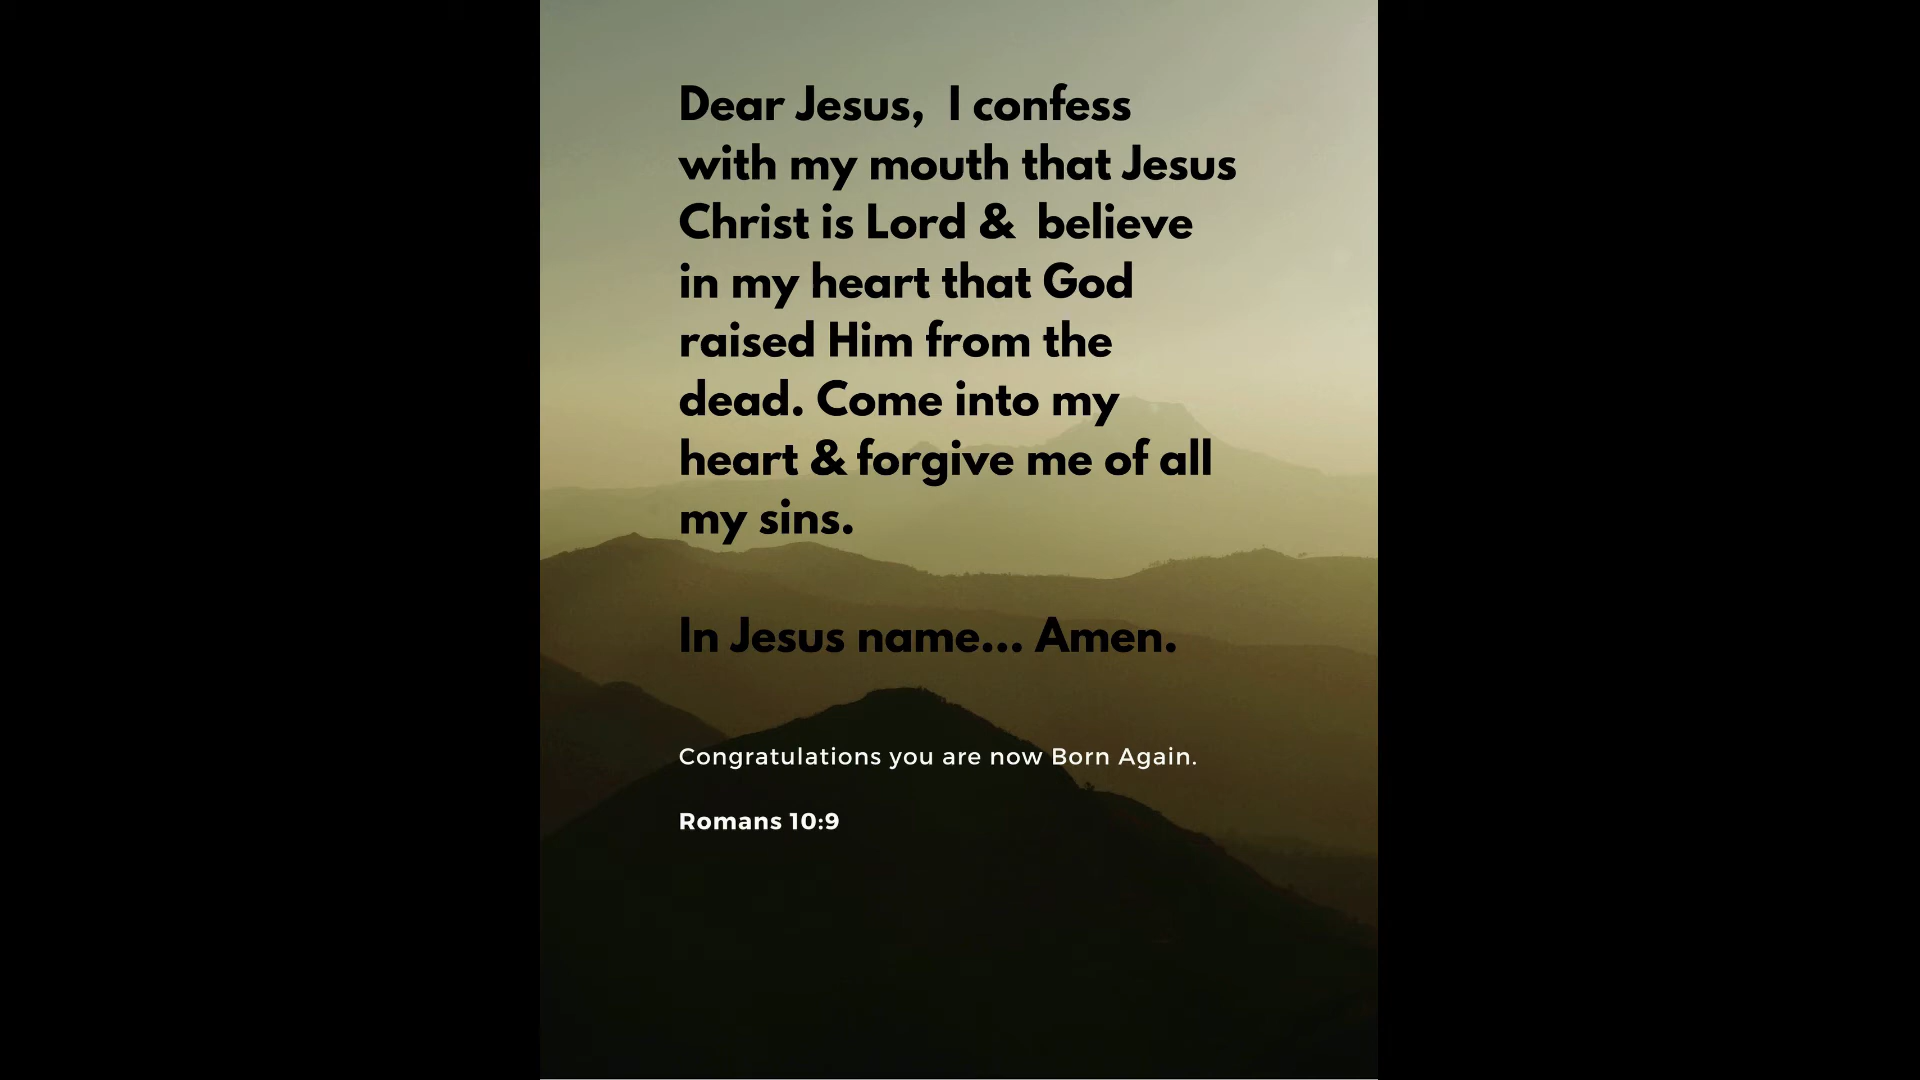 Dear Jesus,  I confess
with my mouth that Jesus
Christ is Lord &  believe
in my heart that God
raised Him from the
dead. Come into my
heart & forgive me of all
my sins.
In Jesus name... Amen.
Congratulations you are now Born Again.
Romans 10:9